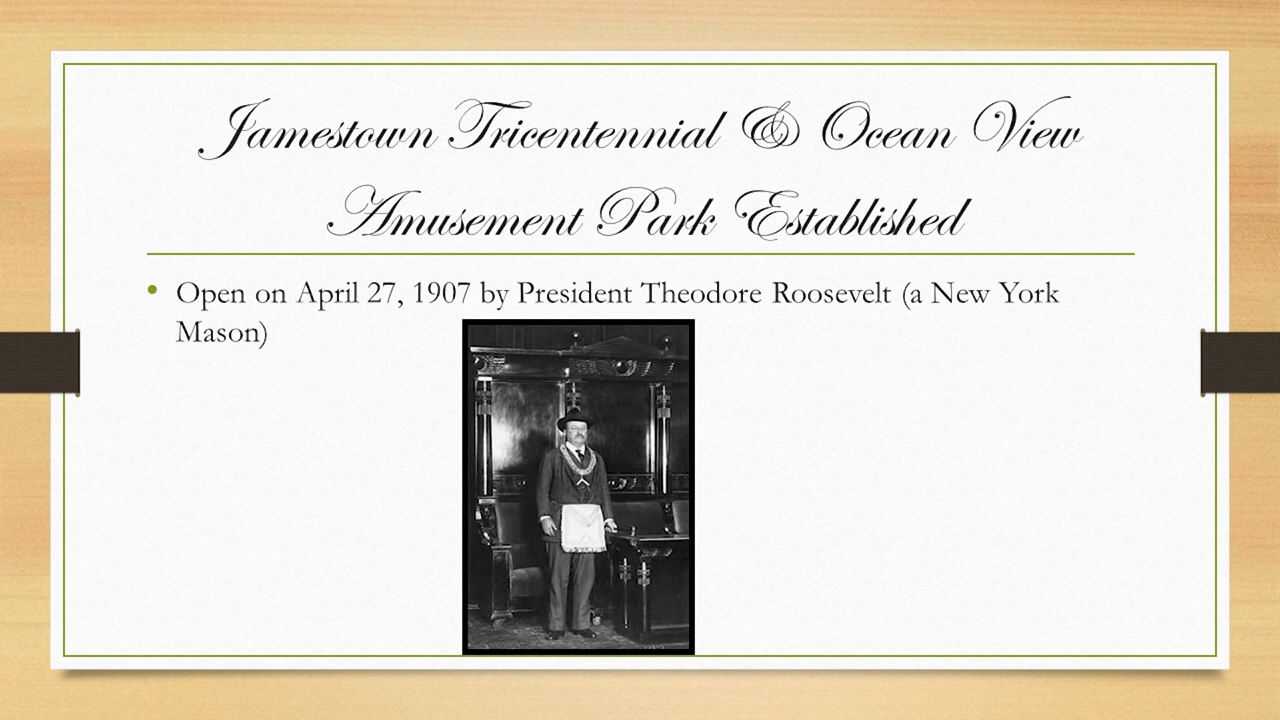 Jamestown Tricentennial & Ocean View
Amusement Park Established
• Open on April 27, 1907 by President Theodore Roosevelt (a New York
Mason)